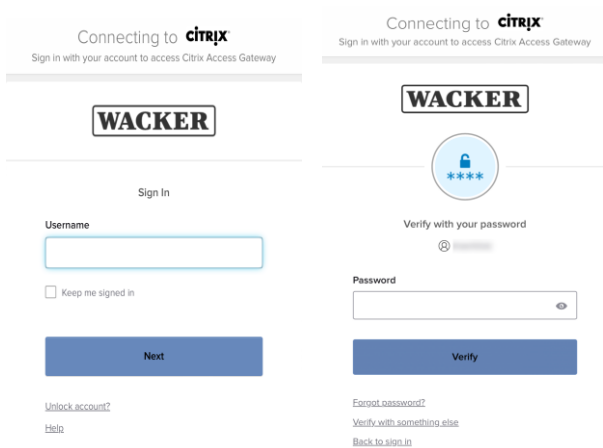 Connecting to CITRIX
Sign in with your account to access Citrix Access Gateway
WACKER
Sign In
Username
Keep me signed in
Next
Unlock account?
Help
Connecting to CITRIX
Sign in with your account to access Citrix Access Gateway
WACKER
****
Verify with your password
Password
Verify
Forgot password?
Verify with something else
Back to sign in